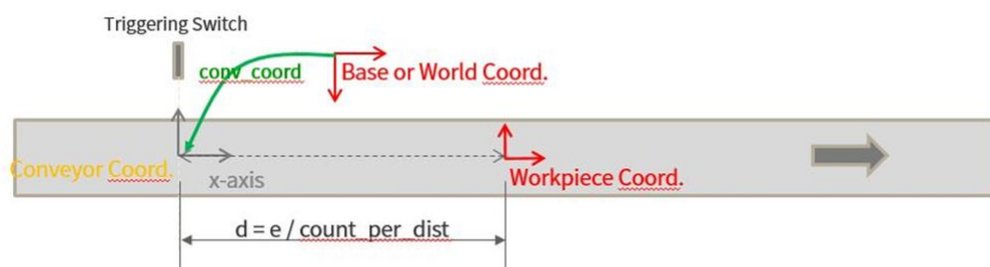 Triggering Switch
conv_coord
Base or World Coord.
Conveyor Coord.
x-axis
Workpiece Coord.
d = e / count_per_dist